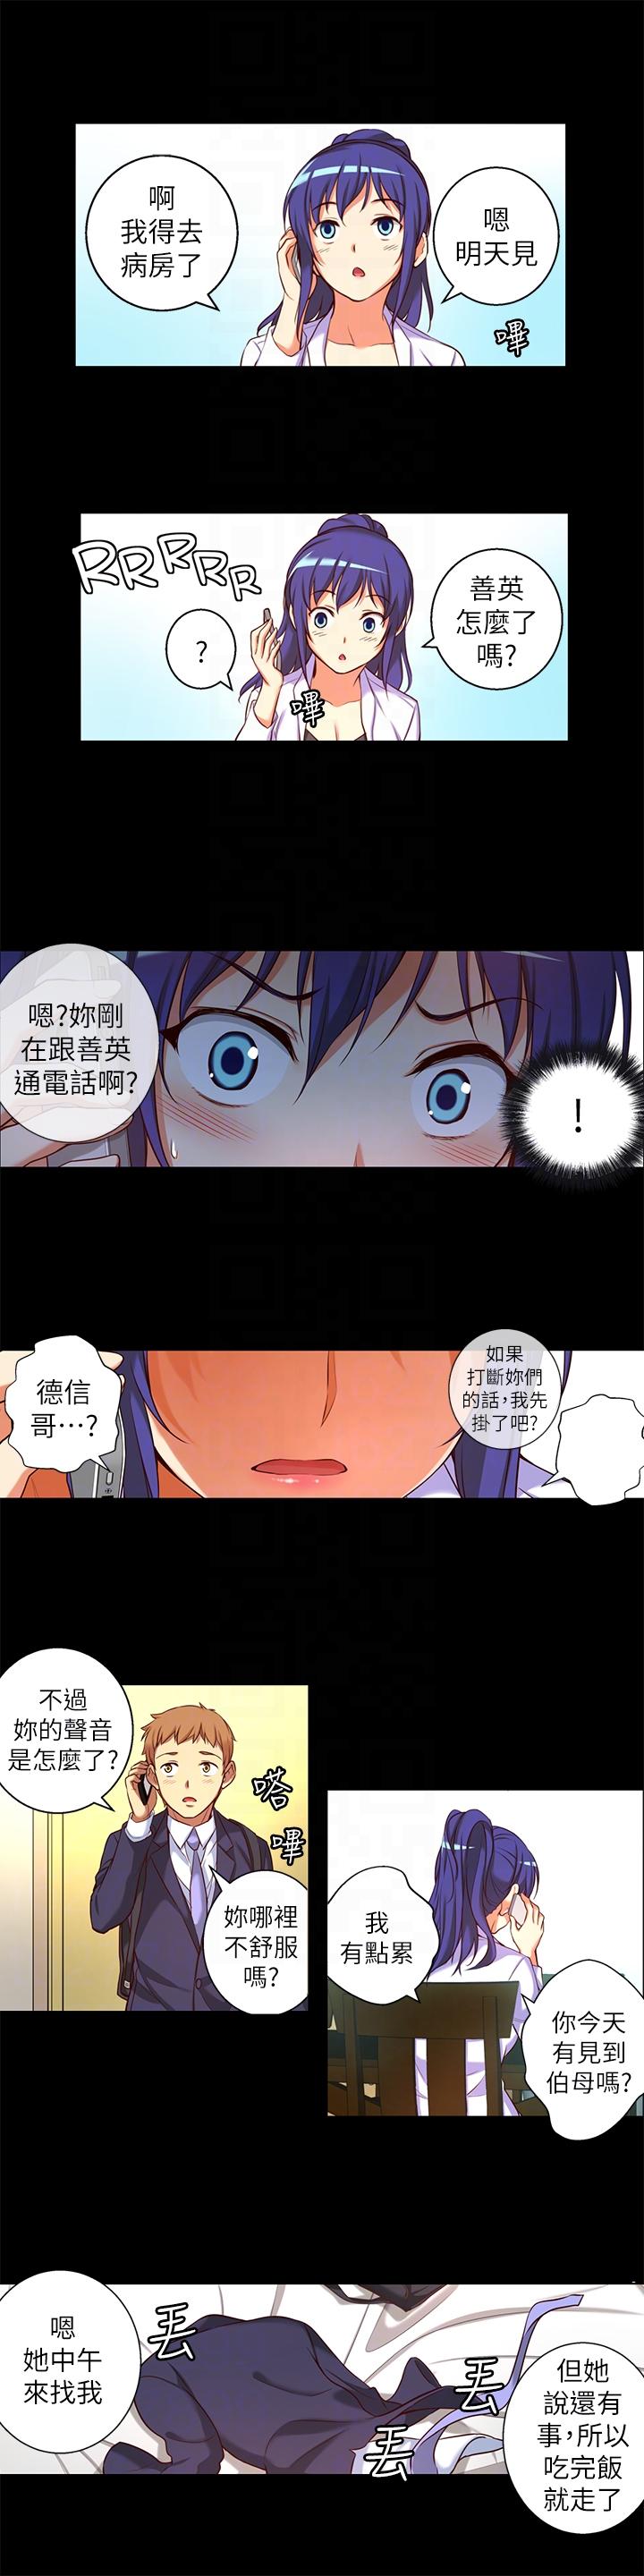 啊
我得去
病房了
嗯
明天見
嗶
RRRRR
?
善英
怎麼了
嗎?
嗶
嗯?妳剛
在跟善英
通電話啊?
!
德信
哥…?
如果
打斷妳們
的話,我先
掛了吧?
不過
妳的聲音
是怎麼了?
嗒
嗶
妳哪裡
不舒服
嗎?
我
有點累
你今天
有見到
伯母嗎?
嗯
她中午
來找我
丟
丟
丟
但她
說還有
事,所以
吃完飯
就走了